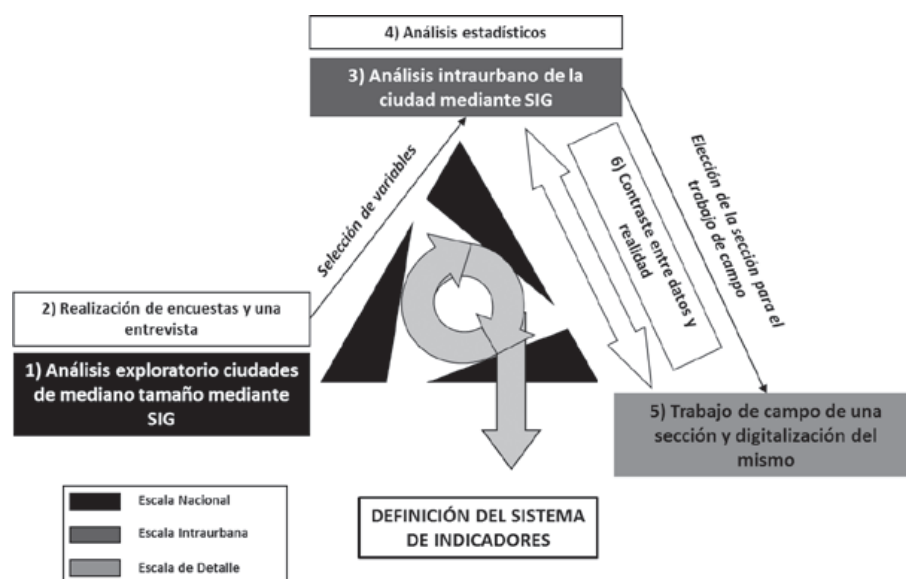 4) Análisis estadísticos
3) Análisis intraurbano de la
ciudad mediante SIG
Selección de variables
Elección de la sección para el
trabajo de campo
6) Contraste entre datos y
realidad
2) Realización de encuestas y una
entrevista
1) Análisis exploratorio ciudades
de mediano tamaño mediante
SIG
5) Trabajo de campo de una
sección y digitalización del
mismo
Escala Nacional
Escala Intraurbana
Escala de Detalle
DEFINICIÓN DEL SISTEMA
DE INDICADORES